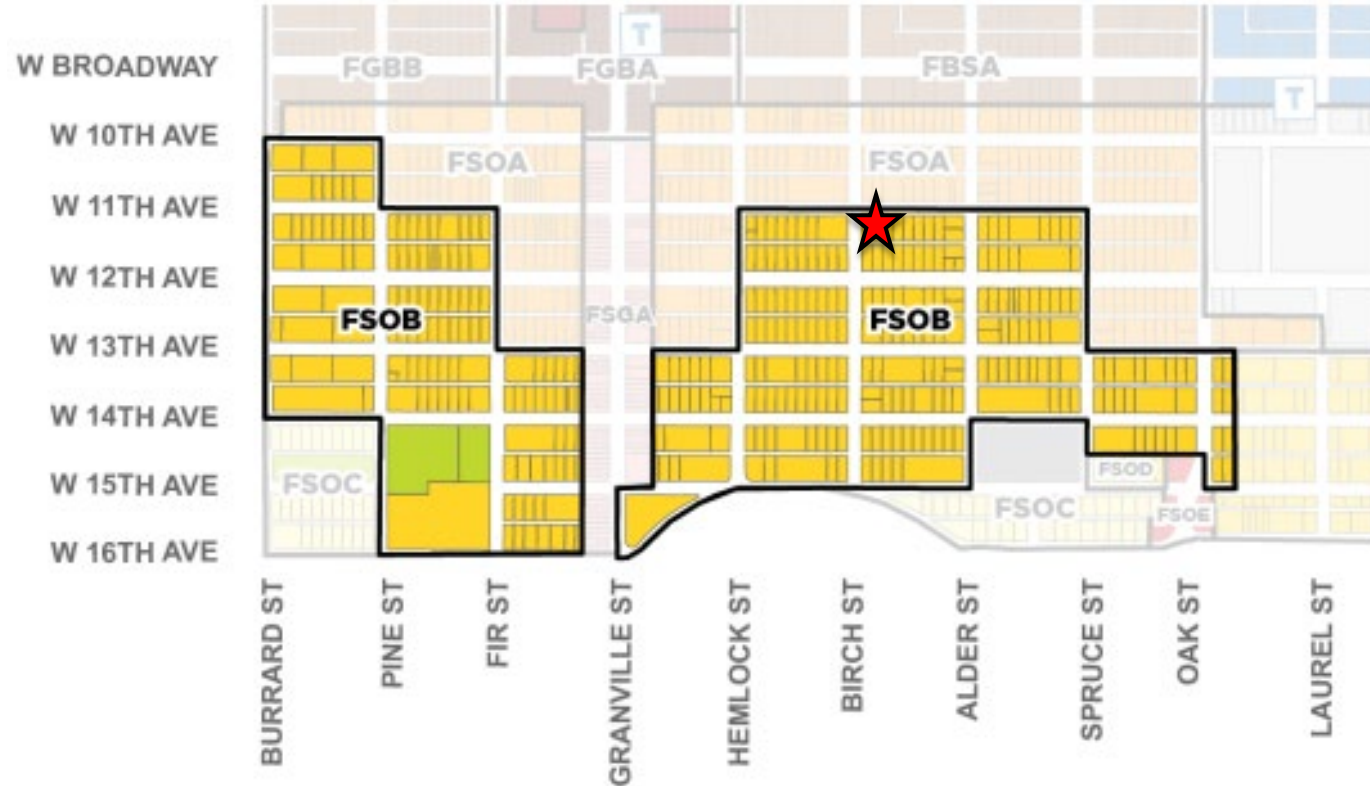 T
W BROADWAY
FGBB
FGBA
FBSA
T
W 10TH AVE
FSOA
FSOA
W 11TH AVE
W 12TH AVE
FSOB
FSGA
FSOB
W 13TH AVE
W 14TH AVE
W 15TH AVE
FSOC
FSOD
FSOC
FSOE
W 16TH AVE
BURRARD ST
PINE ST
FIR ST
GRANVILLE ST
HEMLOCK ST
BIRCH ST
ALDER ST
SPRUCE ST
OAK ST
LAUREL ST